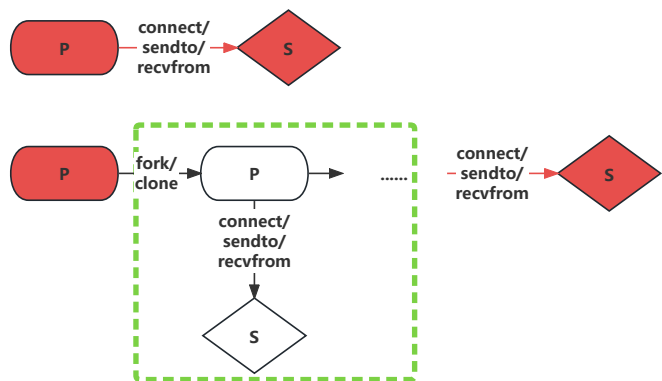 connect/
P
sendto/
S
recvfrom
fork/
clone
P
P
......
connect/
sendto/
recvfrom
S
connect/
sendto/
recvfrom
S